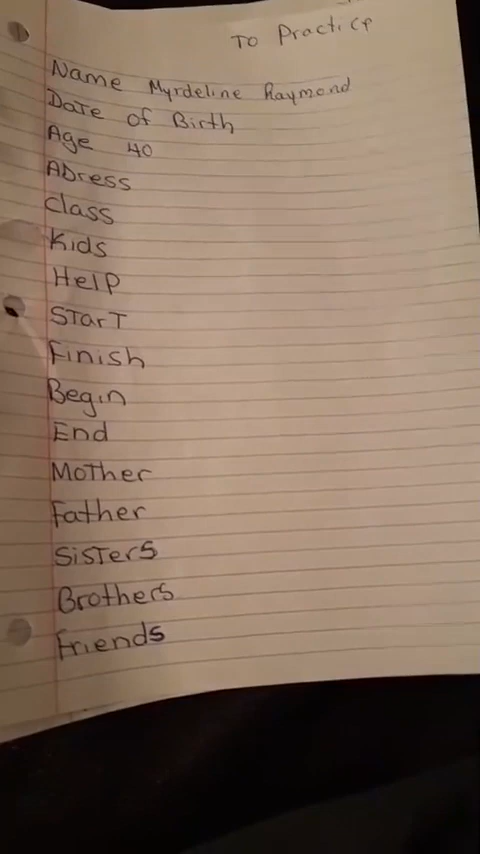 To Practice
Name Myrdeline Raymond
Date of Birth
Age 40
ADress
Class
Kids
Help
Start
Finish
Begin
End
Mother
Father
Sisters
Brothers
Friends